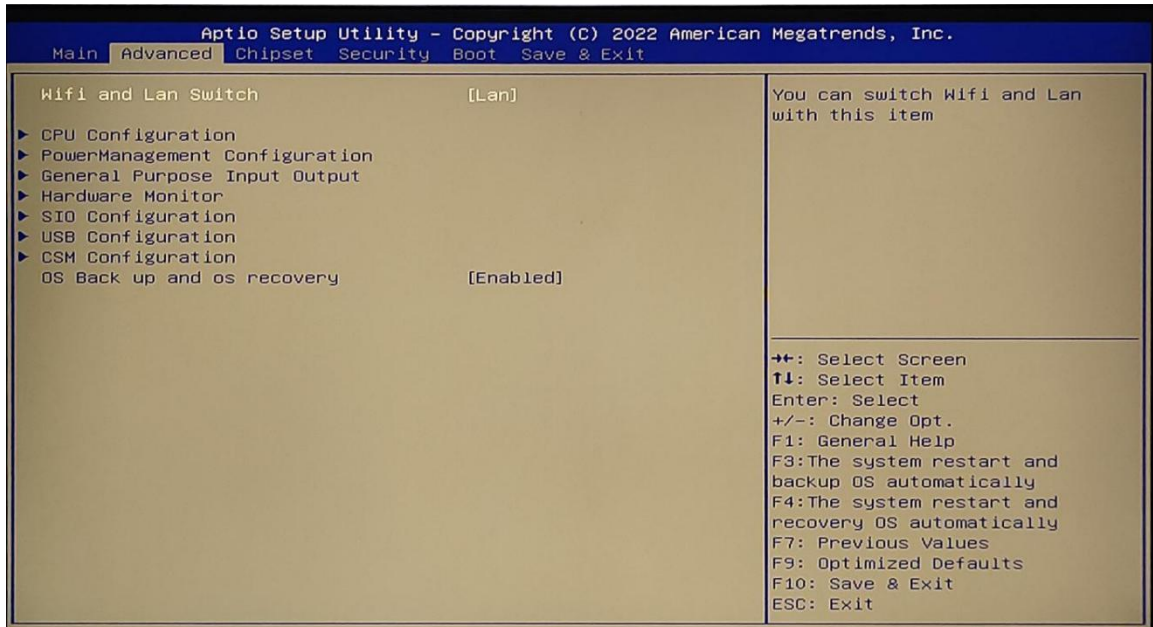 Aptio Setup Utility – Copyright (C) 2022 American Megatrends, Inc.
Main Advanced Chipset Security Boot Save & Exit
Wifi and Lan Switch [Lan]
► CPU Configuration
► PowerManagement Configuration
► General Purpose Input Output
► Hardware Monitor
► SIO Configuration
► USB Configuration
► CSM Configuration
OS Back up and os recovery [Enabled]
You can switch Wifi and Lan
with this item
→←: Select Screen
↑↓: Select Item
Enter: Select
+/-: Change Opt.
F1: General Help
F3:The system restart and
backup OS automatically
F4:The system restart and
recovery OS automatically
F7: Previous Values
F9: Optimized Defaults
F10: Save & Exit
ESC: Exit